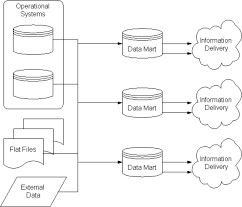 Operational
Systems
Data Mart
Information
Delivery
Data Mart
Information
Delivery
Flat Files
Data Mart
Information
Delivery
External
Data